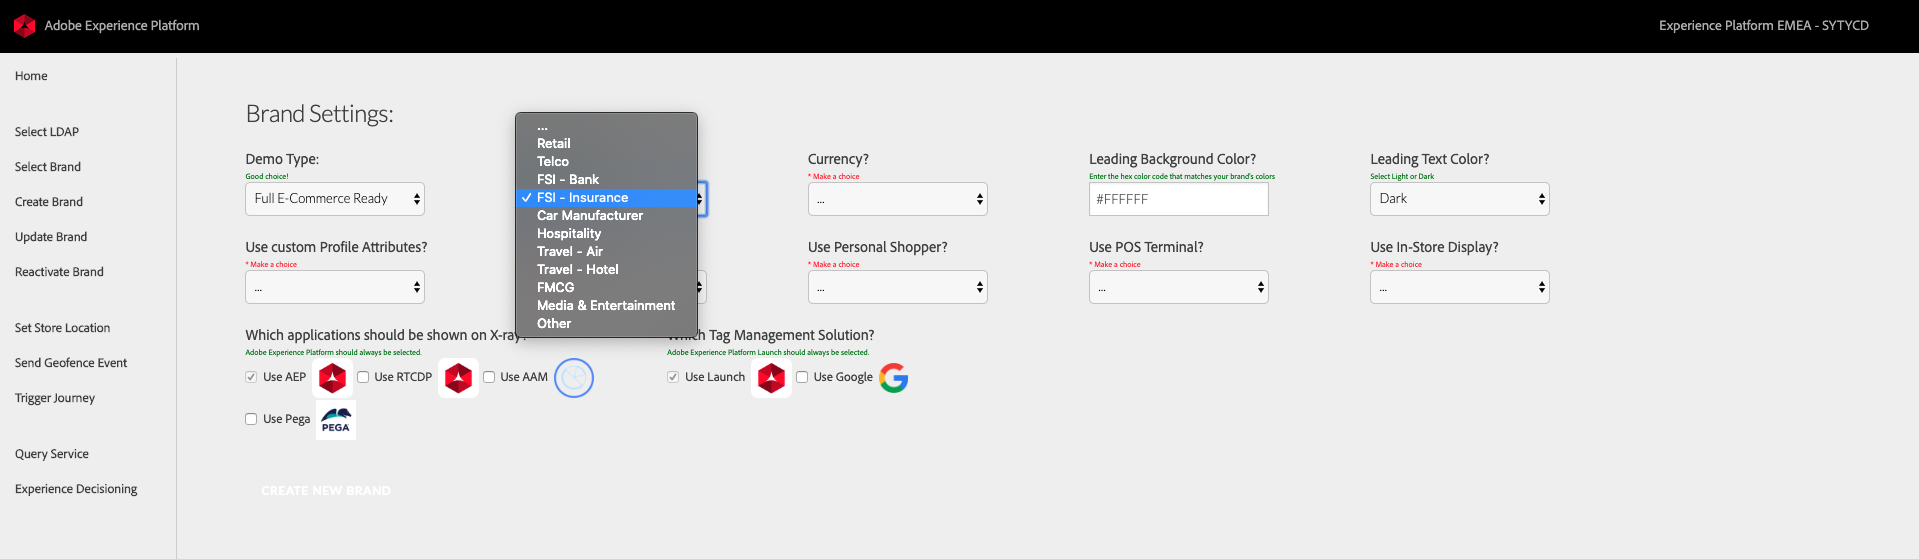 Adobe Experience Platform
Experience Platform EMEA - SYTYCD
Home
Select LDAP
Select Brand
Create Brand
Update Brand
Reactivate Brand
Set Store Location
Send Geofence Event
Trigger Journey
Query Service
Experience Decisioning
Brand Settings:
Demo Type:
Good choice!
Full E-Commerce Ready
...
Retail
Telco
FSI - Bank
✓ FSI - Insurance
Car Manufacturer
Hospitality
Travel - Air
Travel - Hotel
FMCG
Media & Entertainment
Other
Currency?
* Make a choice
...
Leading Background Color?
Enter the hex color code that matches your brand's colors
#FFFFFF
Leading Text Color?
Select Light or Dark
Dark
Use custom Profile Attributes?
* Make a choice
...
Use Personal Shopper?
* Make a choice
...
Use POS Terminal?
* Make a choice
...
Use In-Store Display?
* Make a choice
...
Which applications should be shown on X-ray?
Adobe Experience Platform should always be selected.
Use AEP
Use RTCDP
Use AAM
Use Pega
PEGA
Which Tag Management Solution?
Adobe Experience Platform Launch should always be selected.
Use Launch
Use Google
CREATE NEW BRAND